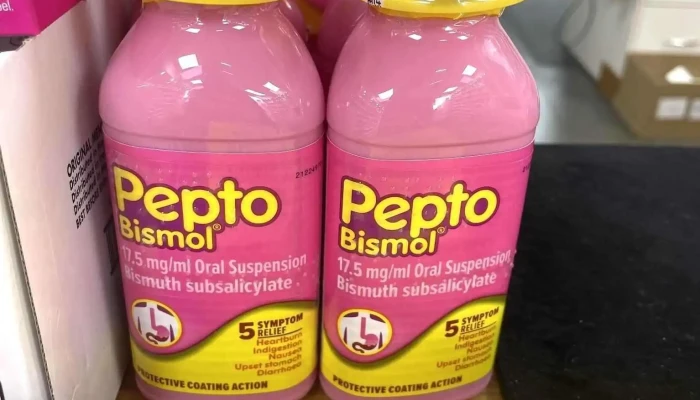 el.
ORIGINAL
Pepto
Bismol®
17.5 mg/ml Oral Suspension
Bismuth subsalicylate
5 SYMPTOM
RELIEF
Heartburn
Indigestion
Nausea
Upset stomach
Diarrhoea
PROTECTIVE COATING ACTION
Pepto
Bismol®
17.5 mg/ml Oral Suspension
Bismuth subsalicylate
5 SYMPTOM
RELIEF
Heartburn
Indigestion
Nausea
Upset stomach
Diarrhoea
PROTECTIVE COATING ACTION